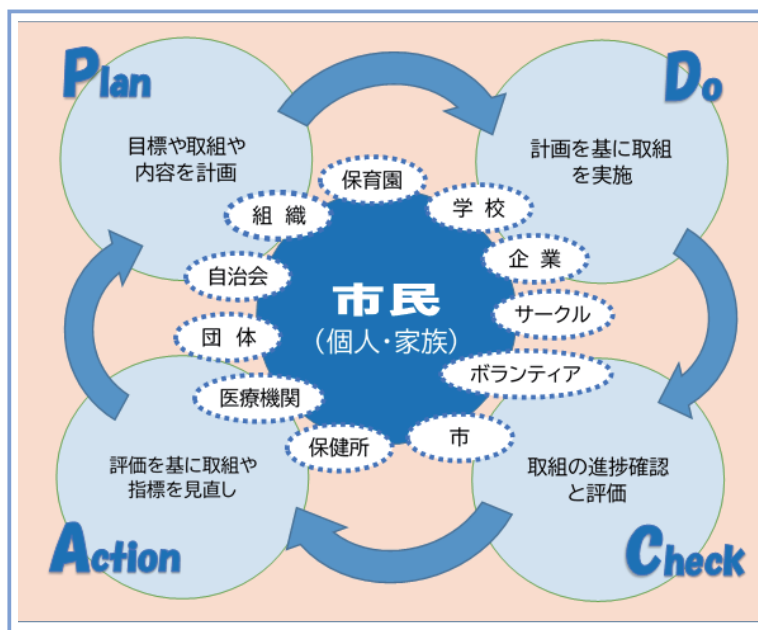 Plan
目標や取組や
内容を計画
Do
計画を基に取組
を実施
保育園
組 織
学 校
自治会
企 業
市民
(個人・家族)
サークル
団 体
ボランティア
医療機関
保健所
市
評価を基に取組や
指標を見直し
Action
取組の進捗確認
と評価
Check